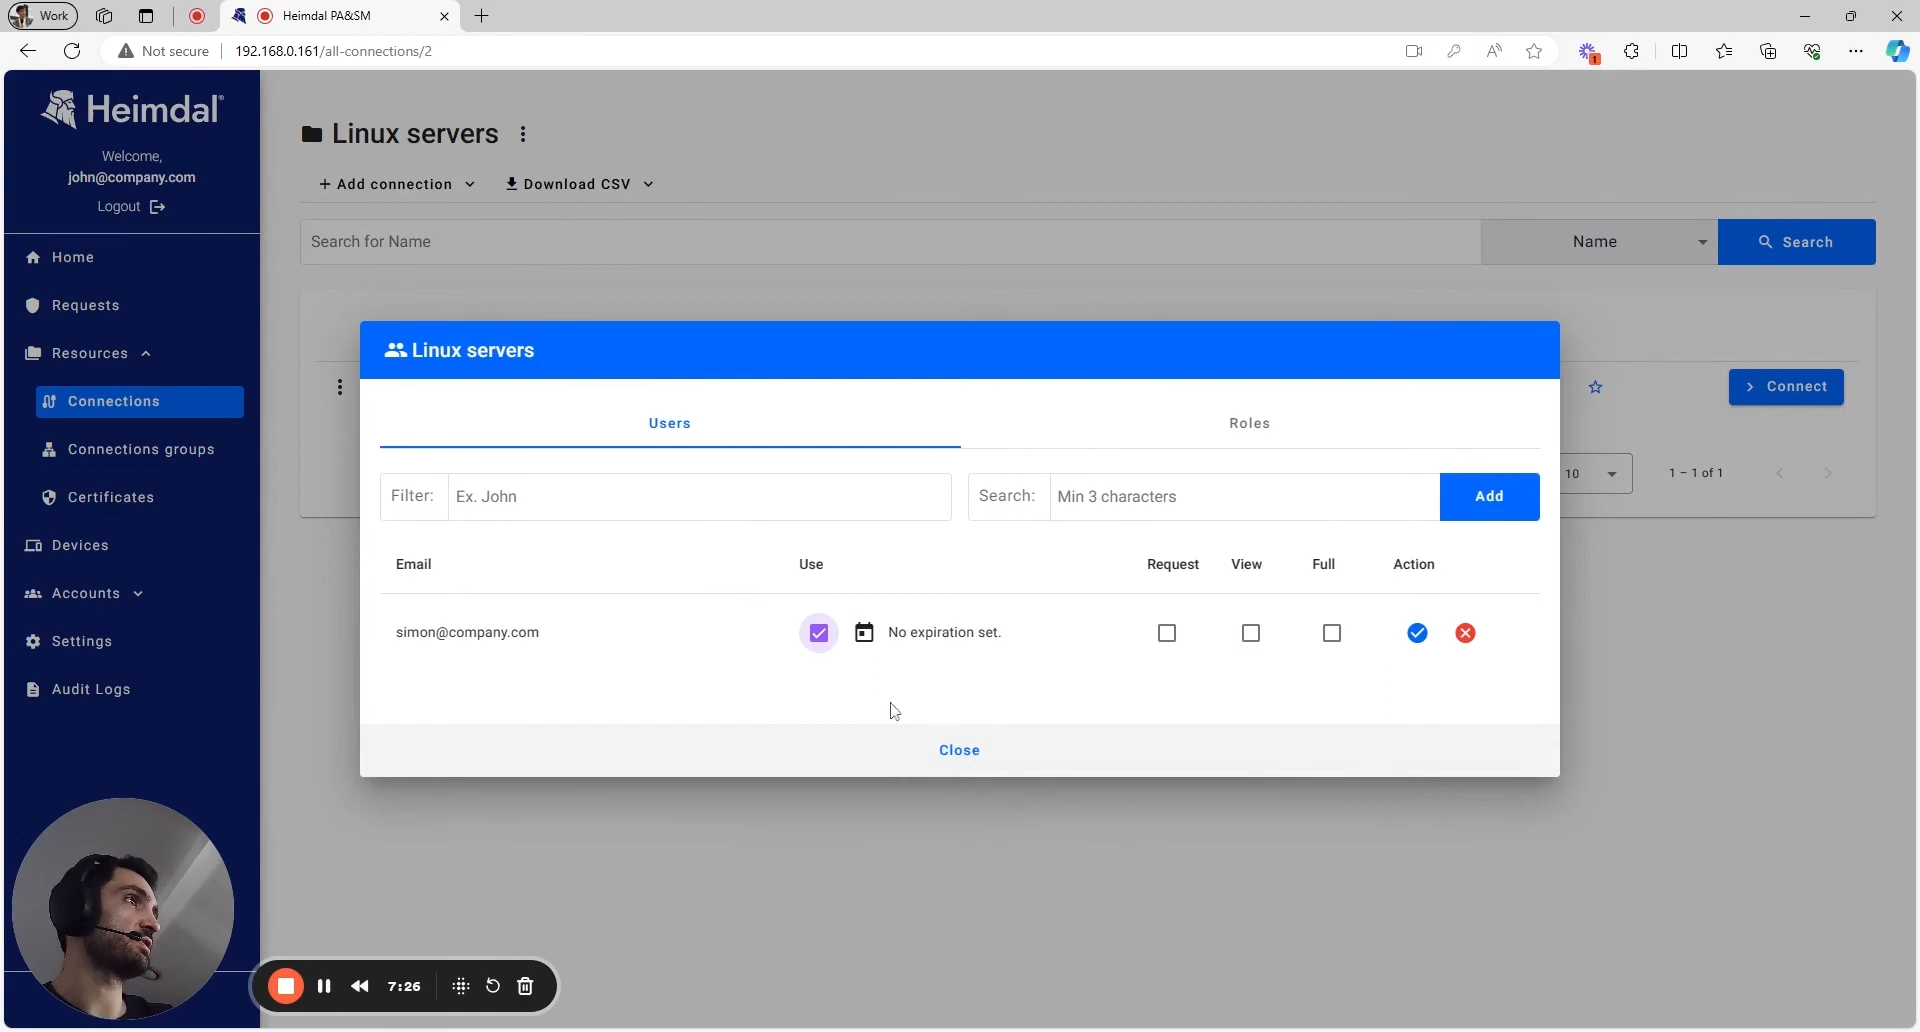 Work
Heimdal PA&SM
Not secure
192.168.0.161/all-connections/2
1
Heimdal
Welcome,
john@company.com
Logout
Home
Requests
Resources
Connections
Connections groups
Certificates
Devices
Accounts
Settings
Audit Logs
Linux servers
+ Add connection
Download CSV
Search for Name
Name
Search
Connect
10
1 – 1 of 1
Linux servers
Users
Roles
Filter:
Ex. John
Search:
Min 3 characters
Add
Email
Use
Request
View
Full
Action
simon@company.com
No expiration set.
Close
7:26